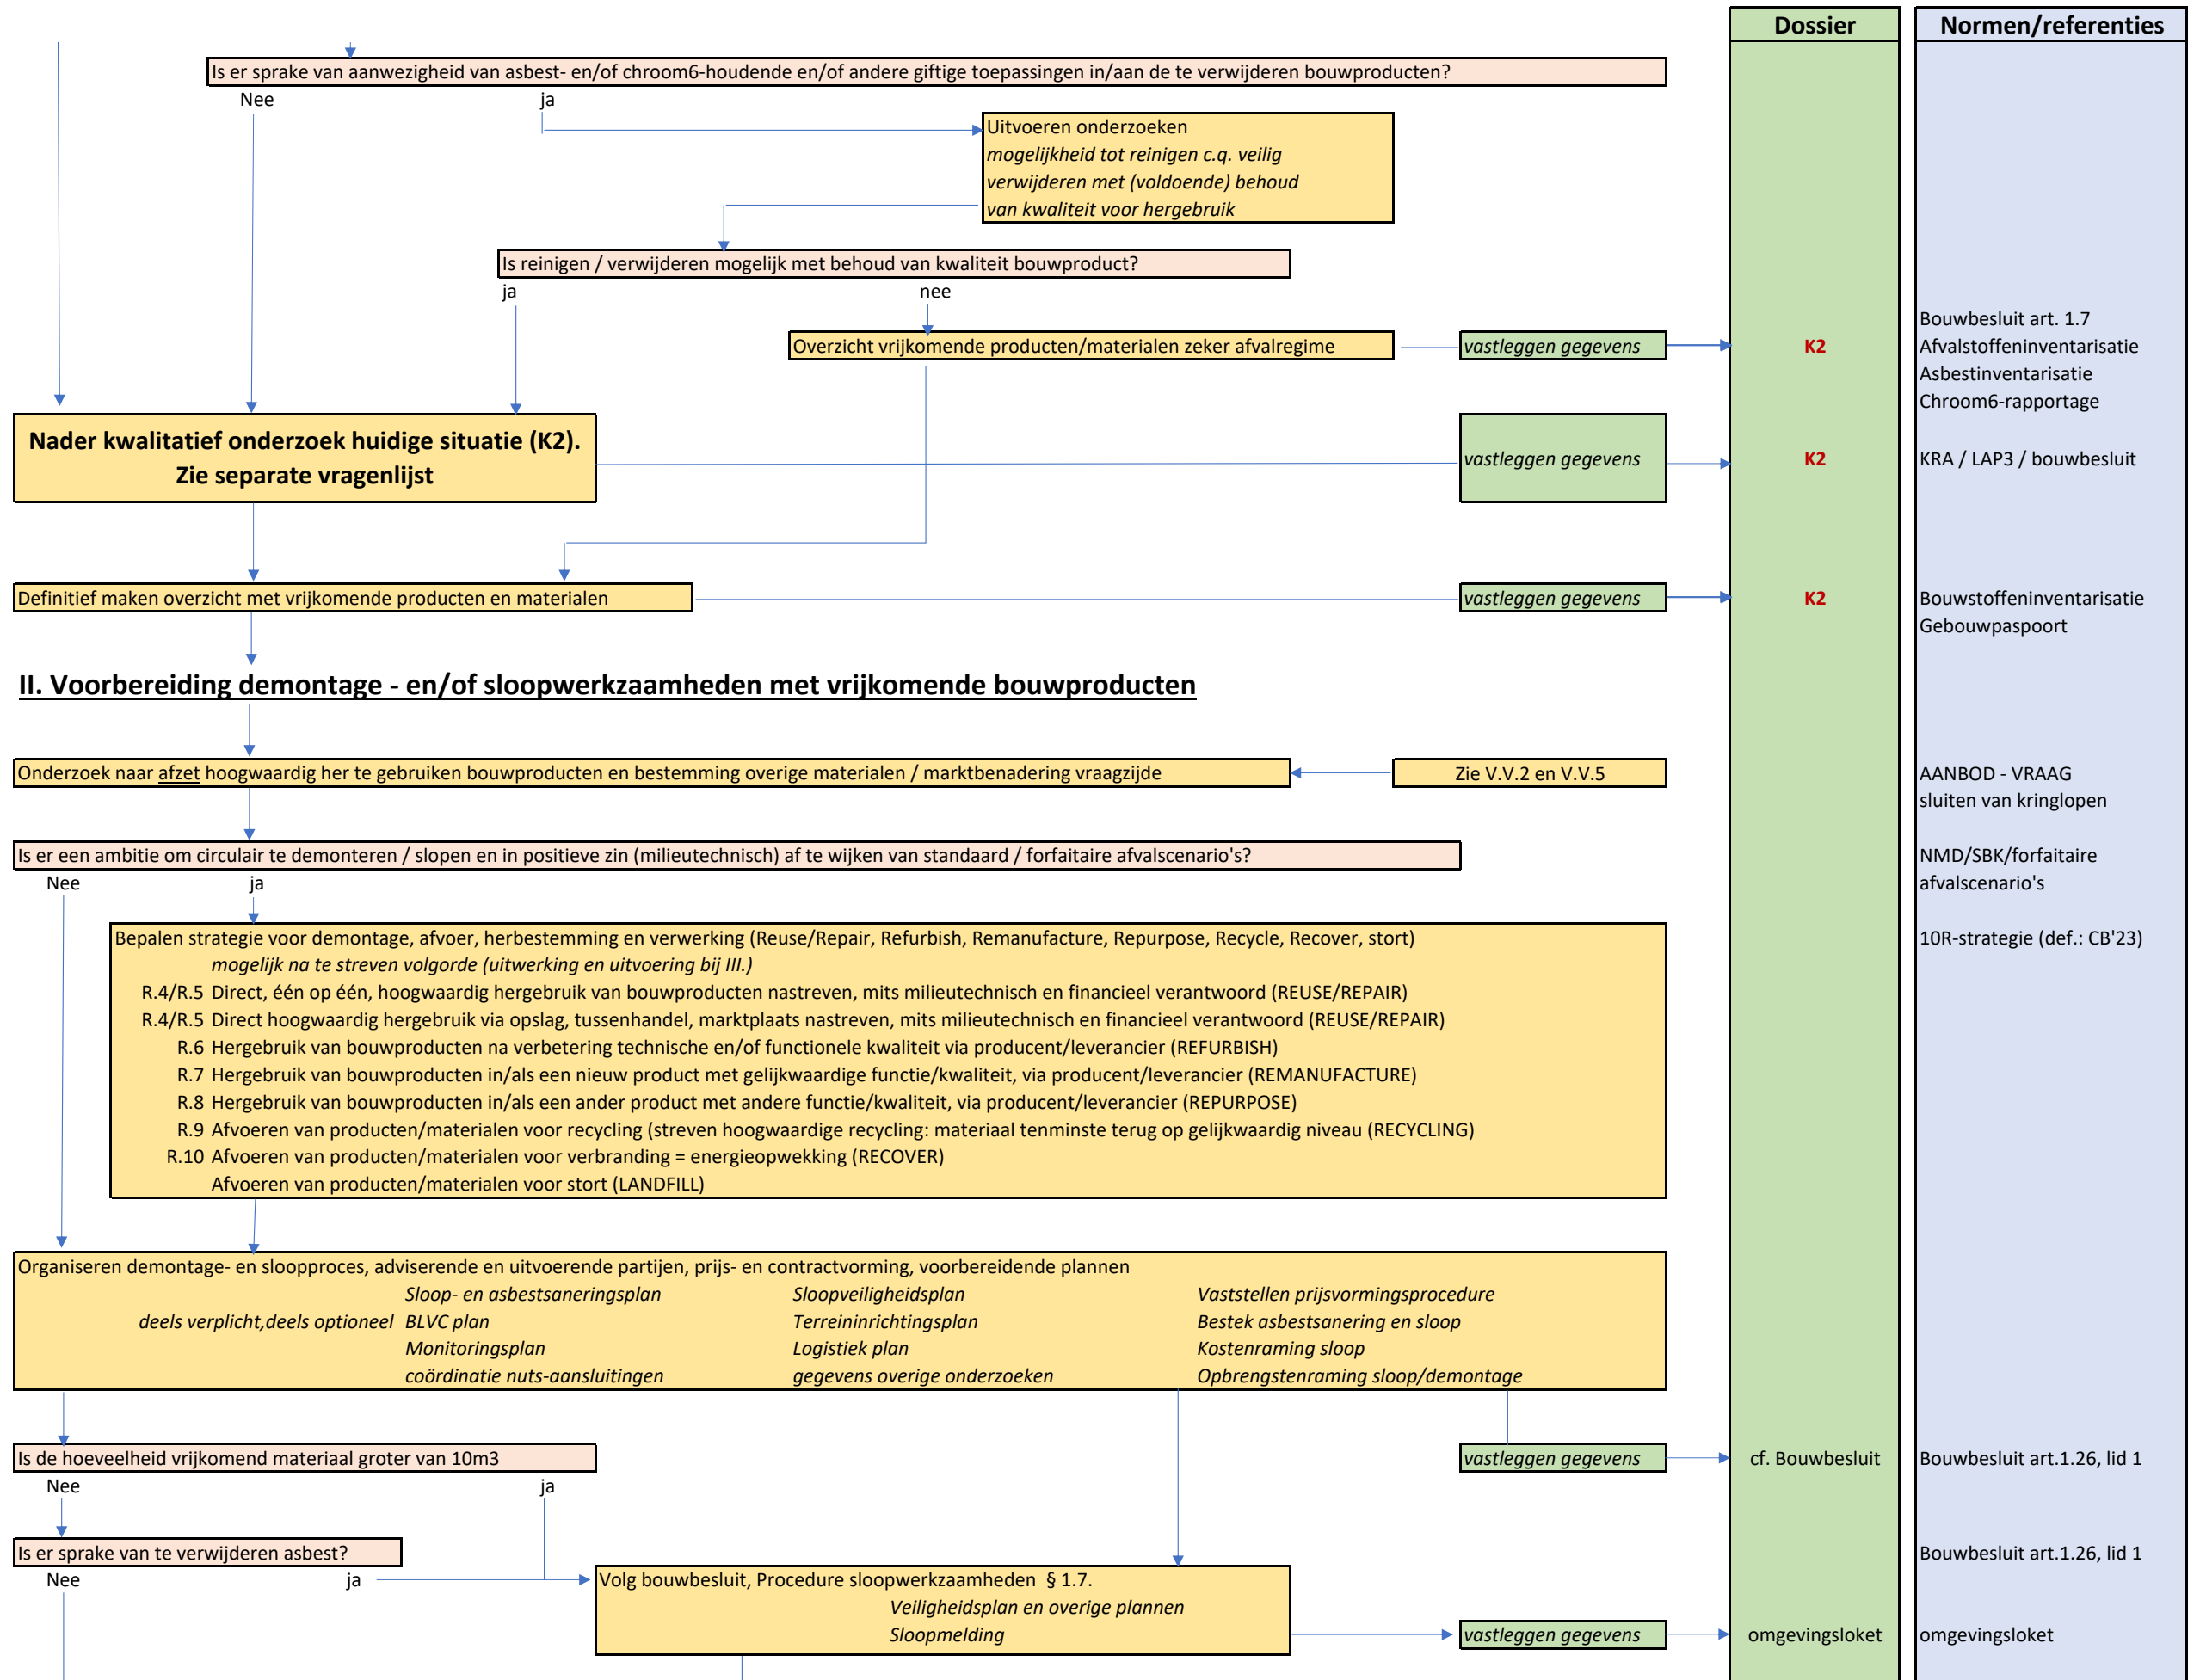 Dossier
Normen/referenties
Is er sprake van aanwezigheid van asbest- en/of chroom6-houdende en/of andere giftige toepassingen in/aan de te verwijderen bouwproducten?
Nee
ja
Uitvoeren onderzoeken
mogelijkheid tot reinigen c.q. veilig
verwijderen met (voldoende) behoud
van kwaliteit voor hergebruik
Is reinigen / verwijderen mogelijk met behoud van kwaliteit bouwproduct?
ja
nee
Overzicht vrijkomende producten/materialen zeker afvalregime
vastleggen gegevens
K2
Bouwbesluit art. 1.7
Afvalstoffeninventarisatie
Asbestinventarisatie
Chroom6-rapportage
Nader kwalitatief onderzoek huidige situatie (K2).
Zie separate vragenlijst
vastleggen gegevens
K2
KRA / LAP3 / bouwbesluit
Definitief maken overzicht met vrijkomende producten en materialen
vastleggen gegevens
K2
Bouwstoffeninventarisatie
Gebouwpaspoort
II. Voorbereiding demontage - en/of sloopwerkzaamheden met vrijkomende bouwproducten
Onderzoek naar afzet hoogwaardig her te gebruiken bouwproducten en bestemming overige materialen / marktbenadering vraagzijde
Zie V.V.2 en V.V.5
AANBOD - VRAAG
sluiten van kringlopen
Is er een ambitie om circulair te demonteren / slopen en in positieve zin (milieutechnisch) af te wijken van standaard / forfaitaire afvalscenario's?
NMD/SBK/forfaitaire
afvalscenario's
Nee
ja
Bepalen strategie voor demontage, afvoer, herbestemming en verwerking (Reuse/Repair, Refurbish, Remanufacture, Repurpose, Recycle, Recover, stort)
10R-strategie (def.: CB'23)
mogelijk na te streven volgorde (uitwerking en uitvoering bij III.)
R.4/R.5 Direct, één op één, hoogwaardig hergebruik van bouwproducten nastreven, mits milieutechnisch en financieel verantwoord (REUSE/REPAIR)
R.4/R.5 Direct hoogwaardig hergebruik via opslag, tussenhandel, marktplaats nastreven, mits milieutechnisch en financieel verantwoord (REUSE/REPAIR)
R.6 Hergebruik van bouwproducten na verbetering technische en/of functionele kwaliteit via producent/leverancier (REFURBISH)
R.7 Hergebruik van bouwproducten in/als een nieuw product met gelijkwaardige functie/kwaliteit, via producent/leverancier (REMANUFACTURE)
R.8 Hergebruik van bouwproducten in/als een ander product met andere functie/kwaliteit, via producent/leverancier (REPURPOSE)
R.9 Afvoeren van producten/materialen voor recycling (streven hoogwaardige recycling: materiaal tenminste terug op gelijkwaardig niveau (RECYCLING)
R.10 Afvoeren van producten/materialen voor verbranding = energieopwekking (RECOVER)
Afvoeren van producten/materialen voor stort (LANDFILL)
Organiseren demontage- en sloopproces, adviserende en uitvoerende partijen, prijs- en contractvorming, voorbereidende plannen
Sloop- en asbestsaneringsplan
Sloopveiligheidsplan
Vaststellen prijsvormingsprocedure
deels verplicht,deels optioneel
BLVC plan
Terreininrichtingsplan
Bestek asbestsanering en sloop
Monitoringsplan
Logistiek plan
Kostenraming sloop
coördinatie nuts-aansluitingen
gegevens overige onderzoeken
Opbrengstenraming sloop/demontage
Is de hoeveelheid vrijkomend materiaal groter van 10m3
vastleggen gegevens
cf. Bouwbesluit
Bouwbesluit art.1.26, lid 1
Nee
ja
Is er sprake van te verwijderen asbest?
Bouwbesluit art.1.26, lid 1
Nee
ja
Volg bouwbesluit, Procedure sloopwerkzaamheden § 1.7.
Veiligheidsplan en overige plannen
Sloopmelding
vastleggen gegevens
omgevingsloket
omgevingsloket